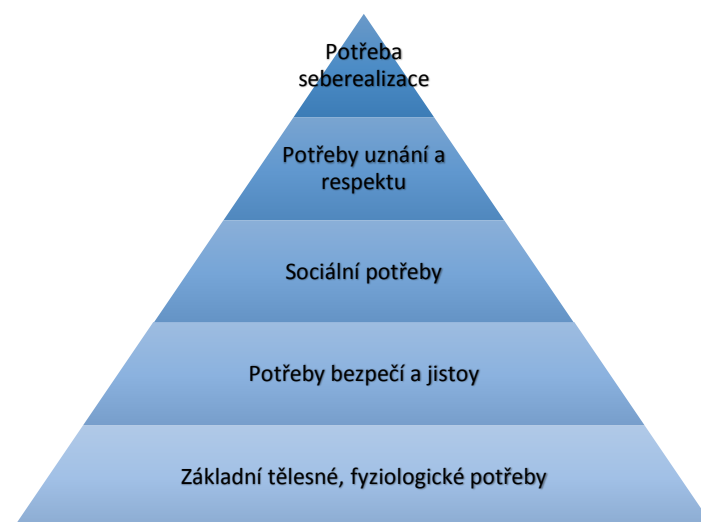 Potřeba
seberealizace
Potřeby uznání a
respektu
Sociální potřeby
Potřeby bezpečí a jistoy
Základní tělesné, fyziologické potřeby